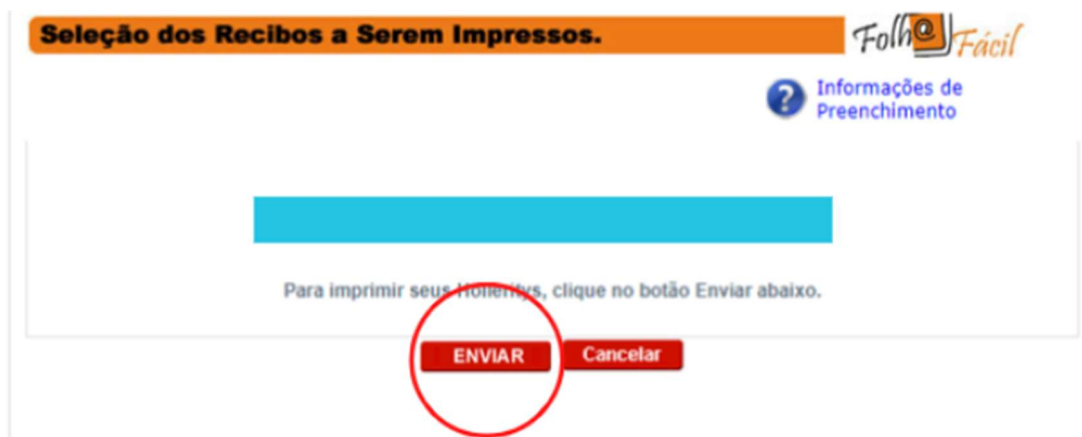 Seleção dos Recibos a Serem Impressos.
Folh@ Fácil
?
Informações de
Preenchimento
Para imprimir seus Holeritys, clique no botão Enviar abaixo.
ENVIAR
Cancelar